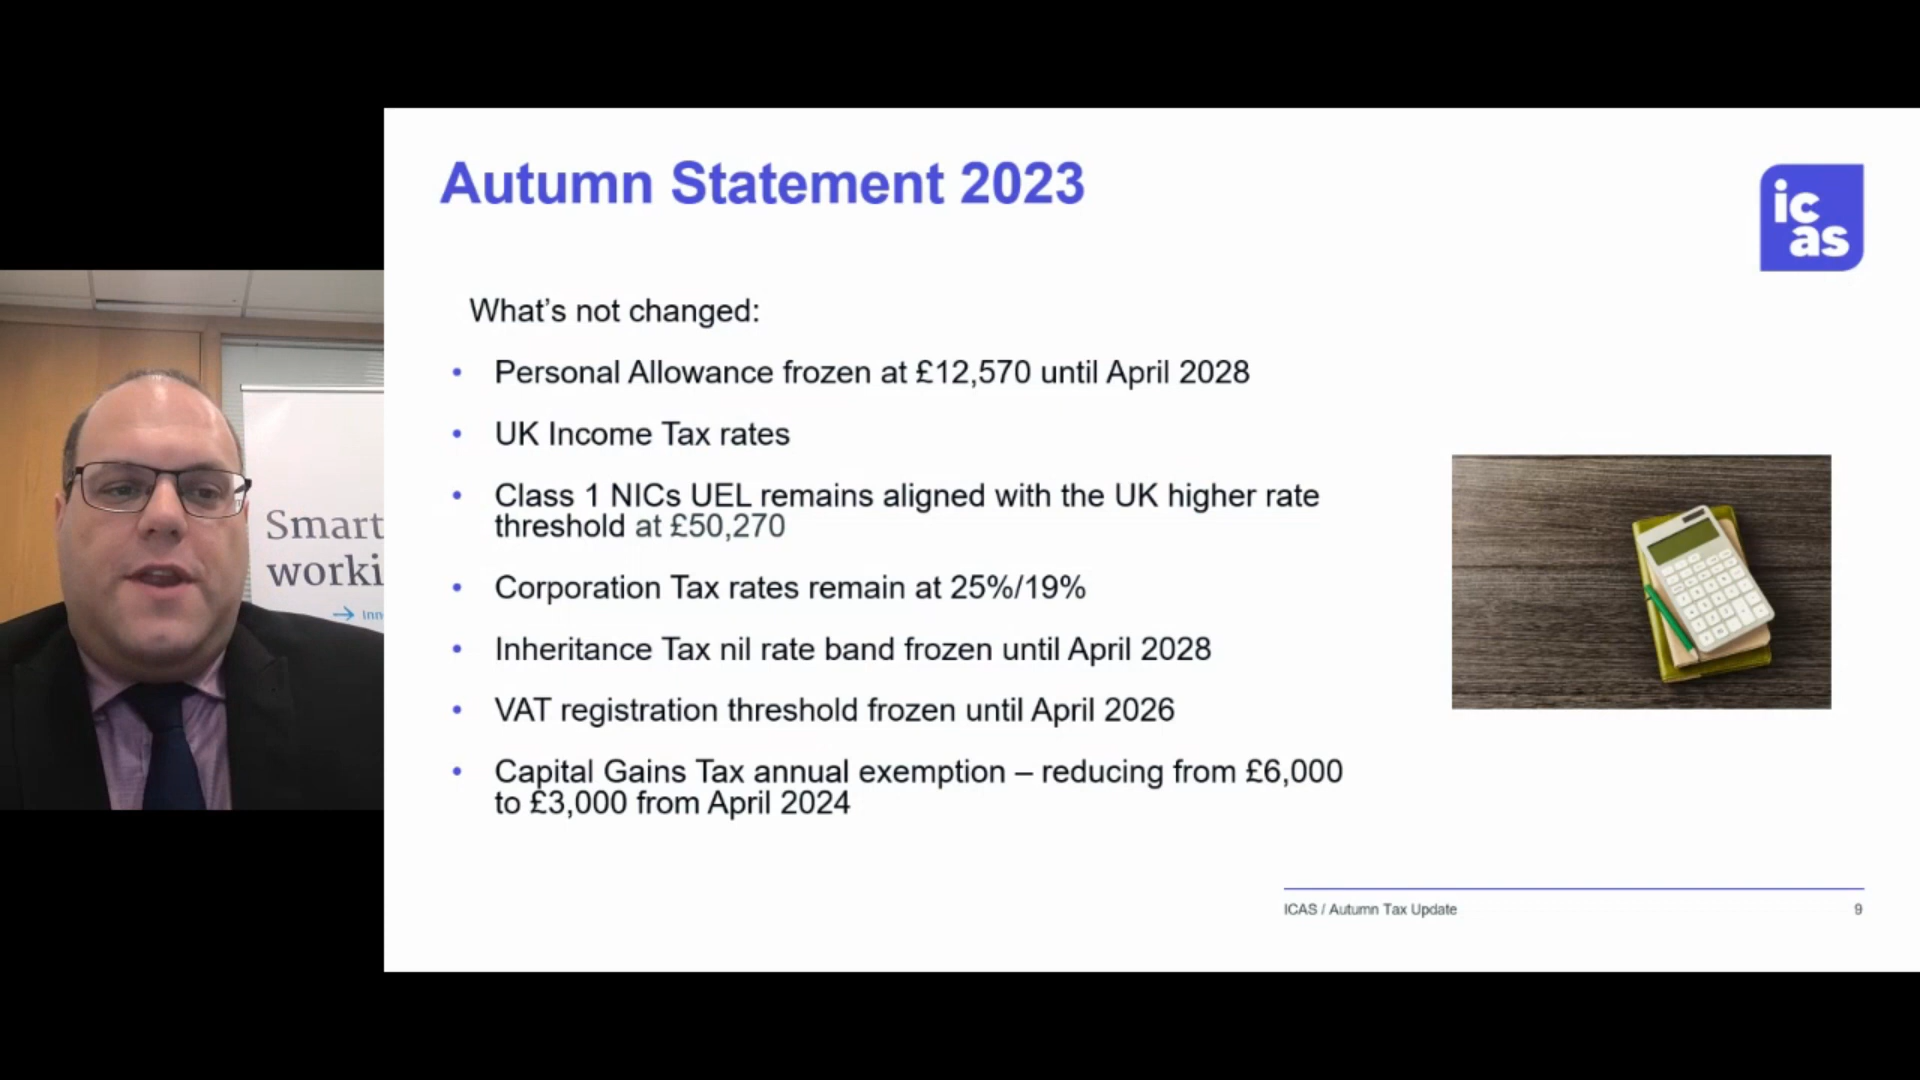 Autumn Statement 2023
ic
as
What's not changed:
• Personal Allowance frozen at £12,570 until April 2028
• UK Income Tax rates
• Class 1 NICs UEL remains aligned with the UK higher rate
threshold at £50,270
• Corporation Tax rates remain at 25%/19%
• Inheritance Tax nil rate band frozen until April 2028
• VAT registration threshold frozen until April 2026
• Capital Gains Tax annual exemption – reducing from £6,000
to £3,000 from April 2024
Smart
worki
→ Inn
ICAS / Autumn Tax Update
9